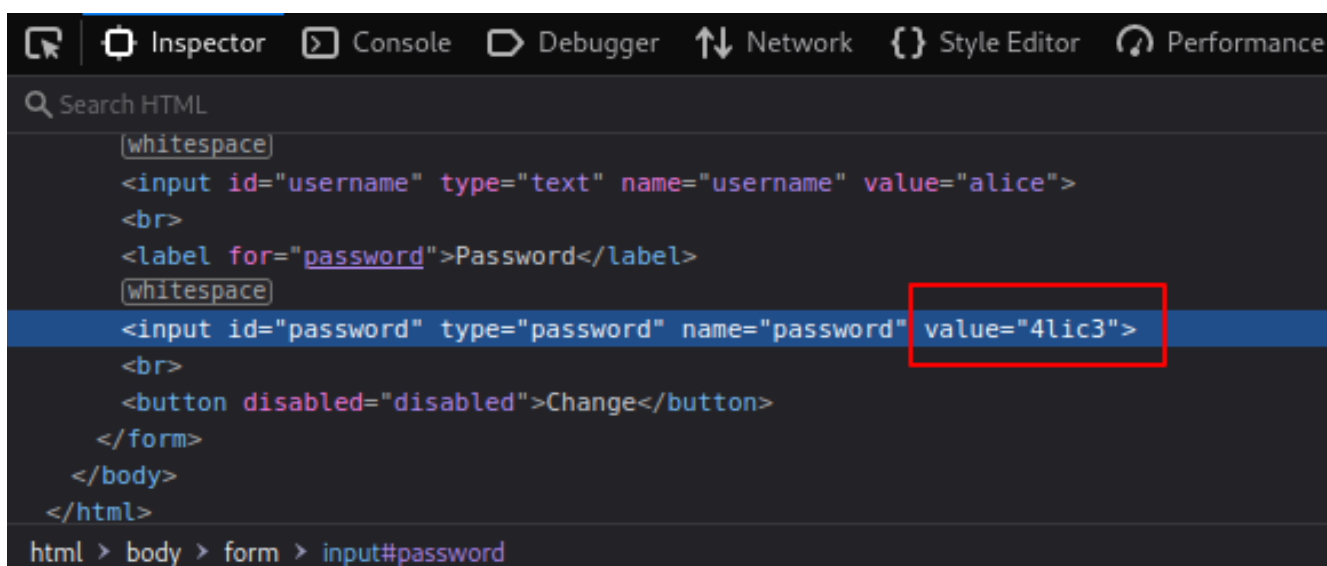 Inspector Console Debugger Network {} Style Editor Performance
Search HTML
whitespace
<input id="username" type="text" name="username" value="alice">
<br>
<label for="password">Password</label>
whitespace
<input id="password" type="password" name="password" value="4lic3">
<br>
<button disabled="disabled">Change</button>
</form>
</body>
</html>
html > body > form > input#password